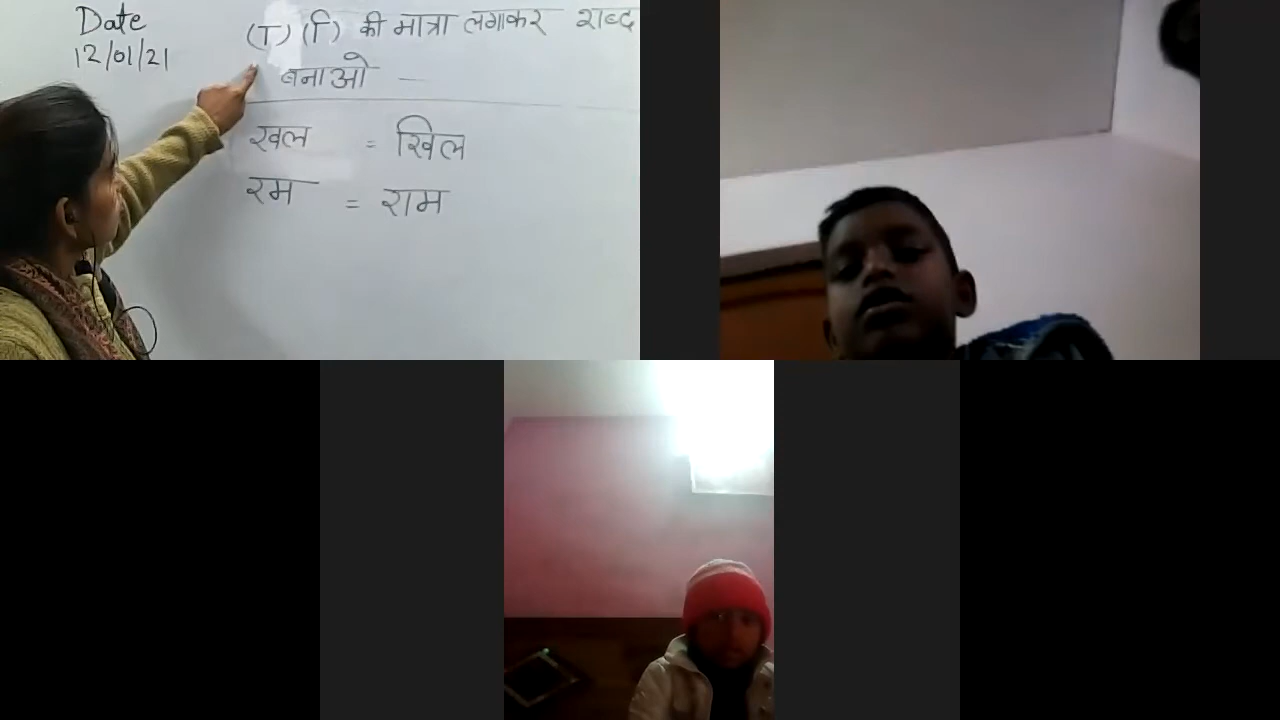 Date
12/01/21
(ा) (ि) की मात्रा लगाकर शब्द
बनाओ —
खल = खिल
रम = राम